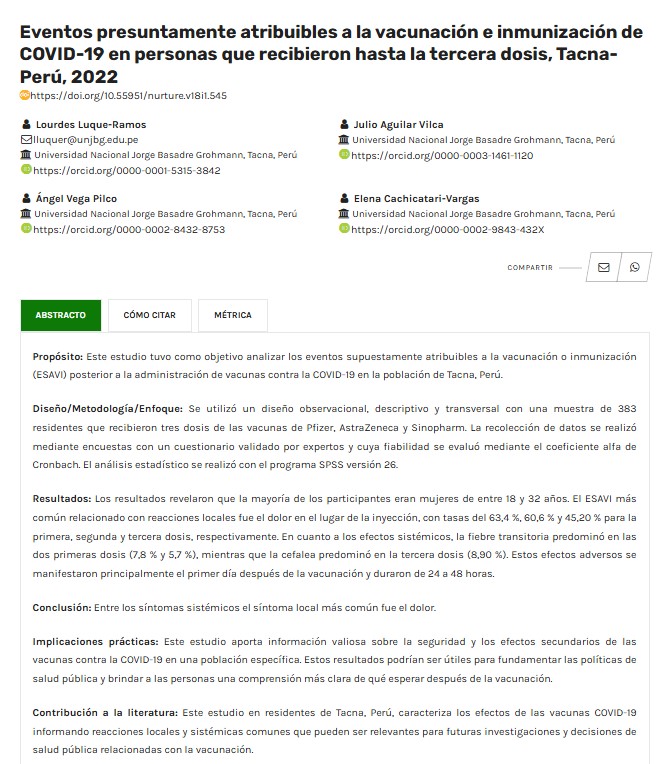 Eventos presuntamente atribuibles a la vacunación e inmunización de
COVID-19 en personas que recibieron hasta la tercera dosis, Tacna-
Perú, 2022
https://doi.org/10.55951/nurture.v18i1.545
Lourdes Luque-Ramos
lluquer@unjbg.edu.pe
Universidad Nacional Jorge Basadre Grohmann, Tacna, Perú
https://orcid.org/0000-0001-5315-3842
Julio Aguilar Vilca
Universidad Nacional Jorge Basadre Grohmann, Tacna, Perú
https://orcid.org/0000-0003-1461-1120
Ángel Vega Pilco
Universidad Nacional Jorge Basadre Grohmann, Tacna, Perú
https://orcid.org/0000-0002-8432-8753
Elena Cachicatari-Vargas
Universidad Nacional Jorge Basadre Grohmann, Tacna, Perú
https://orcid.org/0000-0002-9843-432X
COMPARTIR
ABSTRACTO
CÓMO CITAR
MÉTRICA
Propósito: Este estudio tuvo como objetivo analizar los eventos supuestamente atribuibles a la vacunación o inmunización
(ESAVI) posterior a la administración de vacunas contra la COVID-19 en la población de Tacna, Perú.
Diseño/Metodología/Enfoque: Se utilizó un diseño observacional, descriptivo y transversal con una muestra de 383
residentes que recibieron tres dosis de las vacunas de Pfizer, AstraZeneca y Sinopharm. La recolección de datos se realizó
mediante encuestas con un cuestionario validado por expertos y cuya fiabilidad se evaluó mediante el coeficiente alfa de
Cronbach. El análisis estadístico se realizó con el programa SPSS versión 26.
Resultados: Los resultados revelaron que la mayoría de los participantes eran mujeres de entre 18 y 32 años. El ESAVI más
común relacionado con reacciones locales fue el dolor en el lugar de la inyección, con tasas del 63,4 %, 60,6 % y 45,20 % para la
primera, segunda y tercera dosis, respectivamente. En cuanto a los efectos sistémicos, la fiebre transitoria predominó en las
dos primeras dosis (7,8 % y 5,7 %), mientras que la cefalea predominó en la tercera dosis (8,90 %). Estos efectos adversos se
manifestaron principalmente el primer día después de la vacunación y duraron de 24 a 48 horas.
Conclusión: Entre los síntomas sistémicos el síntoma local más común fue el dolor.
Implicaciones prácticas: Este estudio aporta información valiosa sobre la seguridad y los efectos secundarios de las
vacunas contra la COVID-19 en una población específica. Estos resultados podrían ser útiles para fundamentar las políticas de
salud pública y brindar a las personas una comprensión más clara de qué esperar después de la vacunación.
Contribución a la literatura: Este estudio en residentes de Tacna, Perú, caracteriza los efectos de las vacunas COVID-19
informando reacciones locales y sistémicas comunes que pueden ser relevantes para futuras investigaciones y decisiones de
salud pública relacionadas con la vacunación.